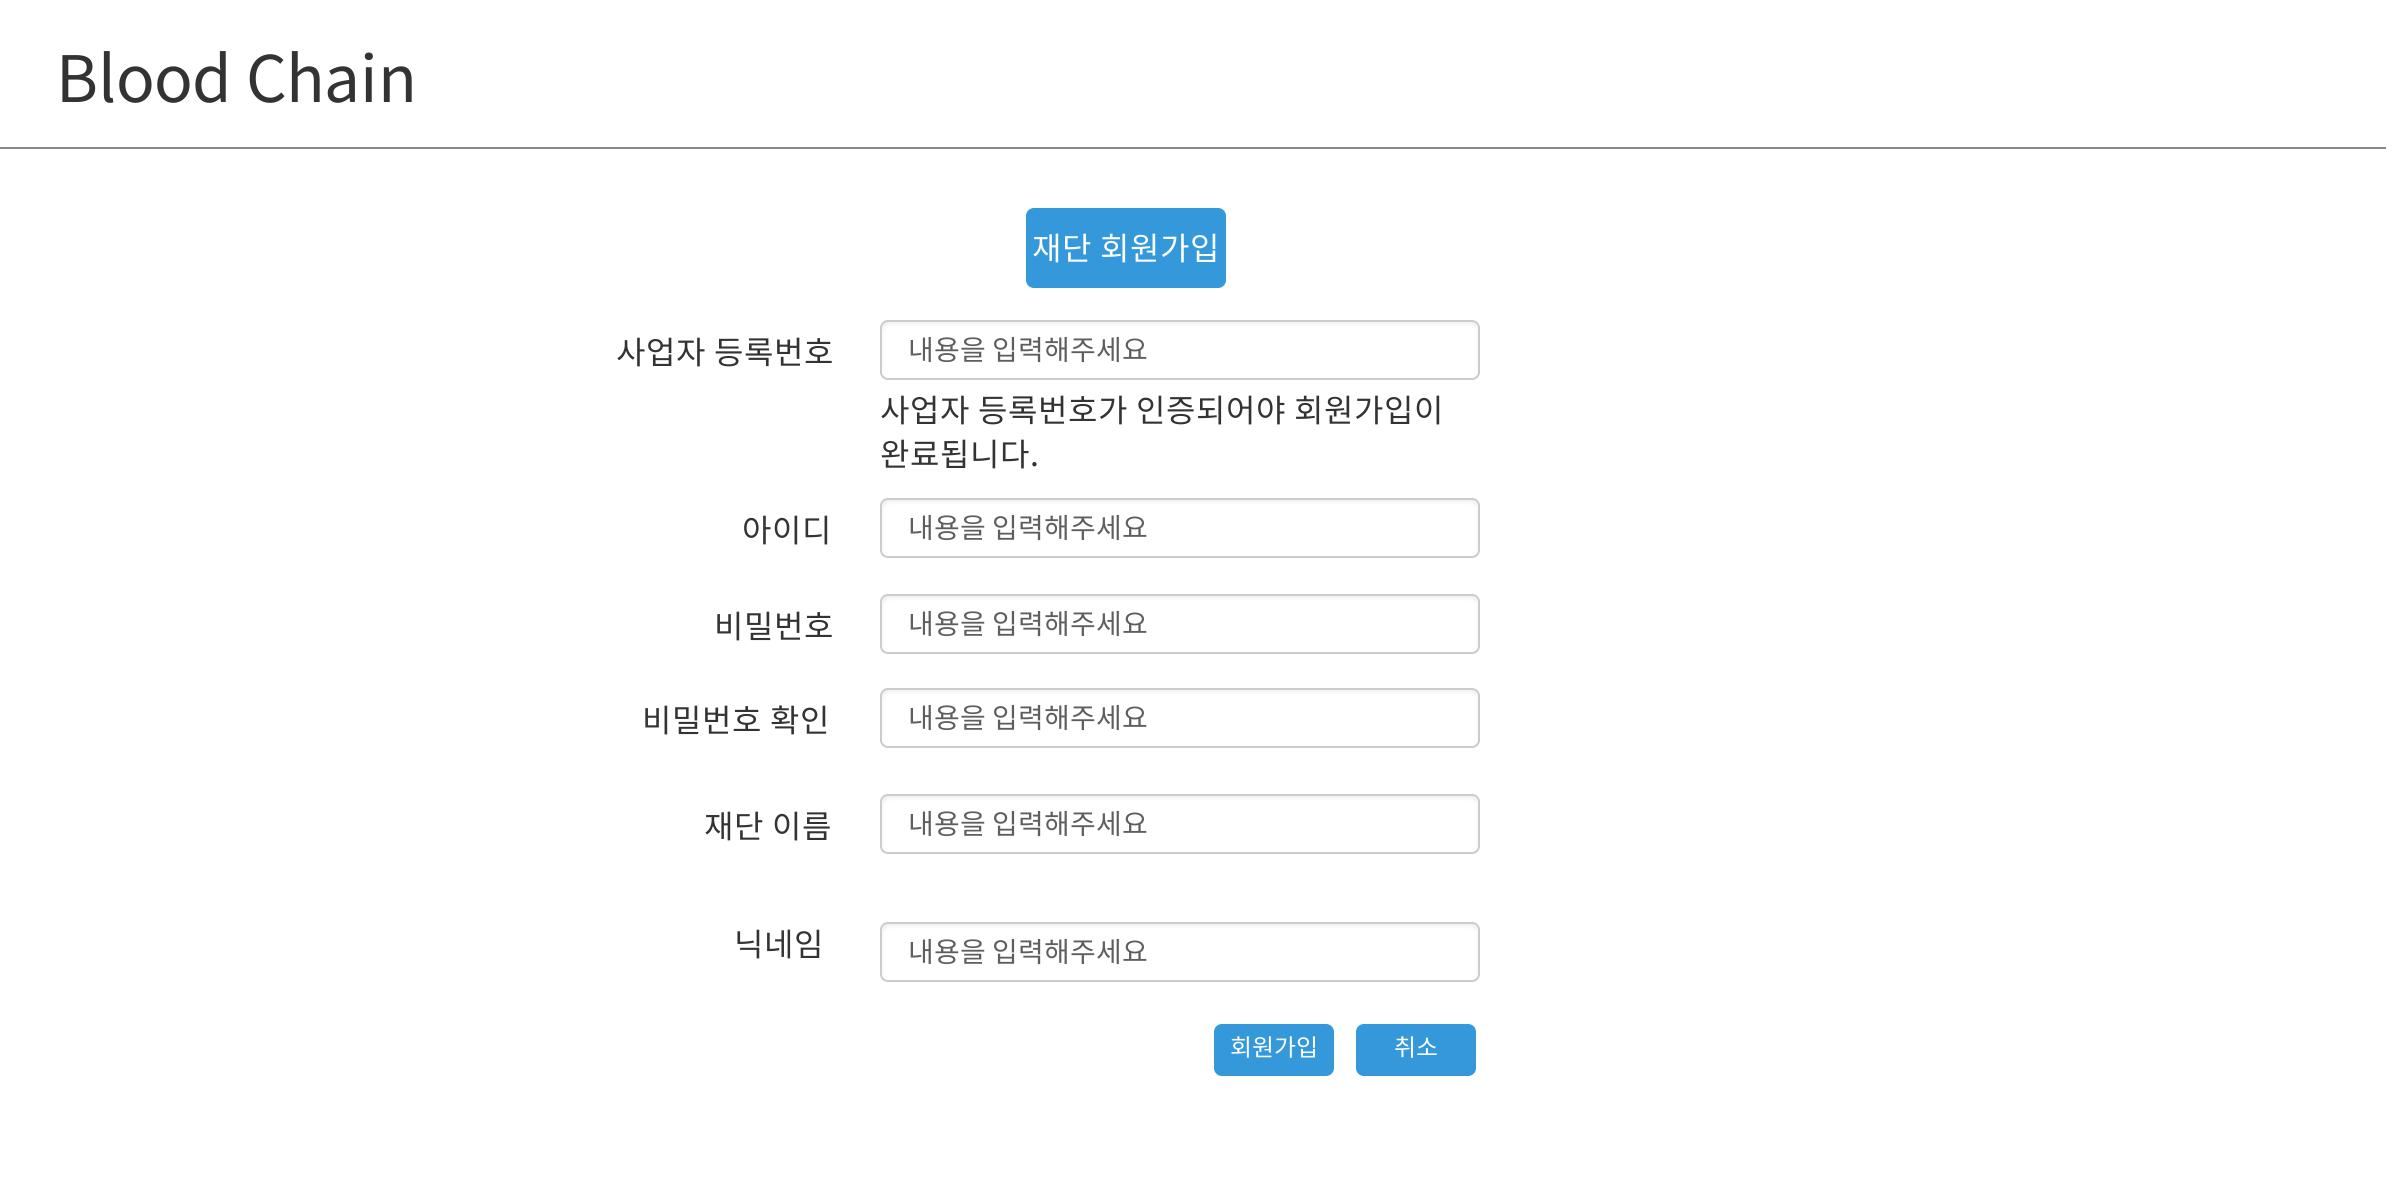 Blood Chain
재단 회원가입
사업자 등록번호
내용을 입력해주세요
사업자 등록번호가 인증되어야 회원가입이
완료됩니다.
아이디
내용을 입력해주세요
비밀번호
내용을 입력해주세요
비밀번호 확인
내용을 입력해주세요
재단 이름
내용을 입력해주세요
닉네임
내용을 입력해주세요
회원가입
취소